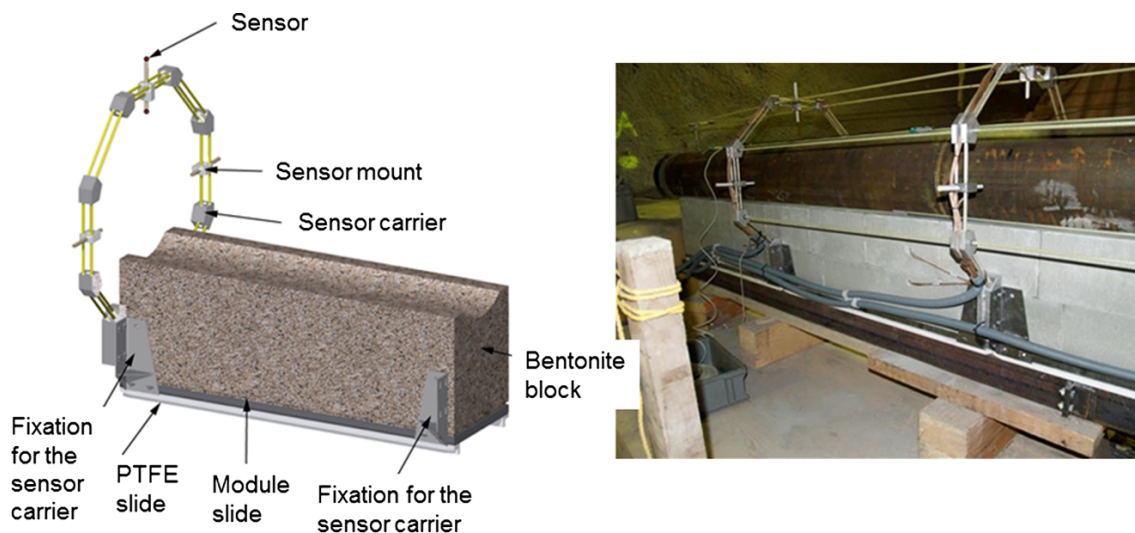 Sensor
Sensor mount
Sensor carrier
Bentonite
block
Fixation
for the
sensor
carrier
PTFE
slide
Module
slide
Fixation for the
sensor carrier